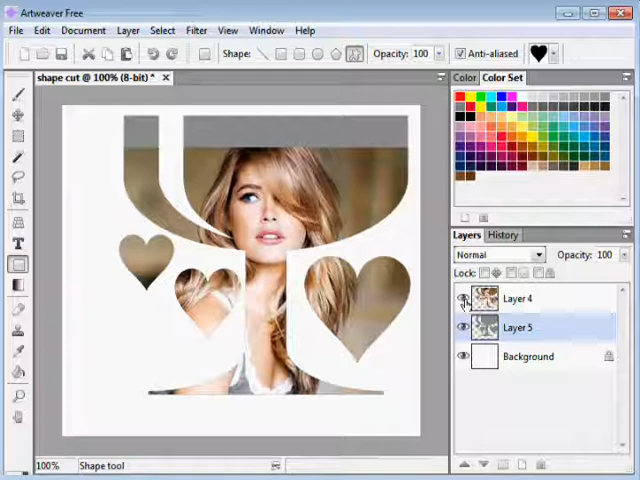 Artweaver Free
File Edit Document Layer Select Filter View Window Help
Shape: Opacity: 100 Anti-aliased
shape cut @ 100% (8-bit) *
Color Color Set
Layers History
Normal Opacity: 100
Lock:
Layer 4
Layer 5
Background
100% Shape tool